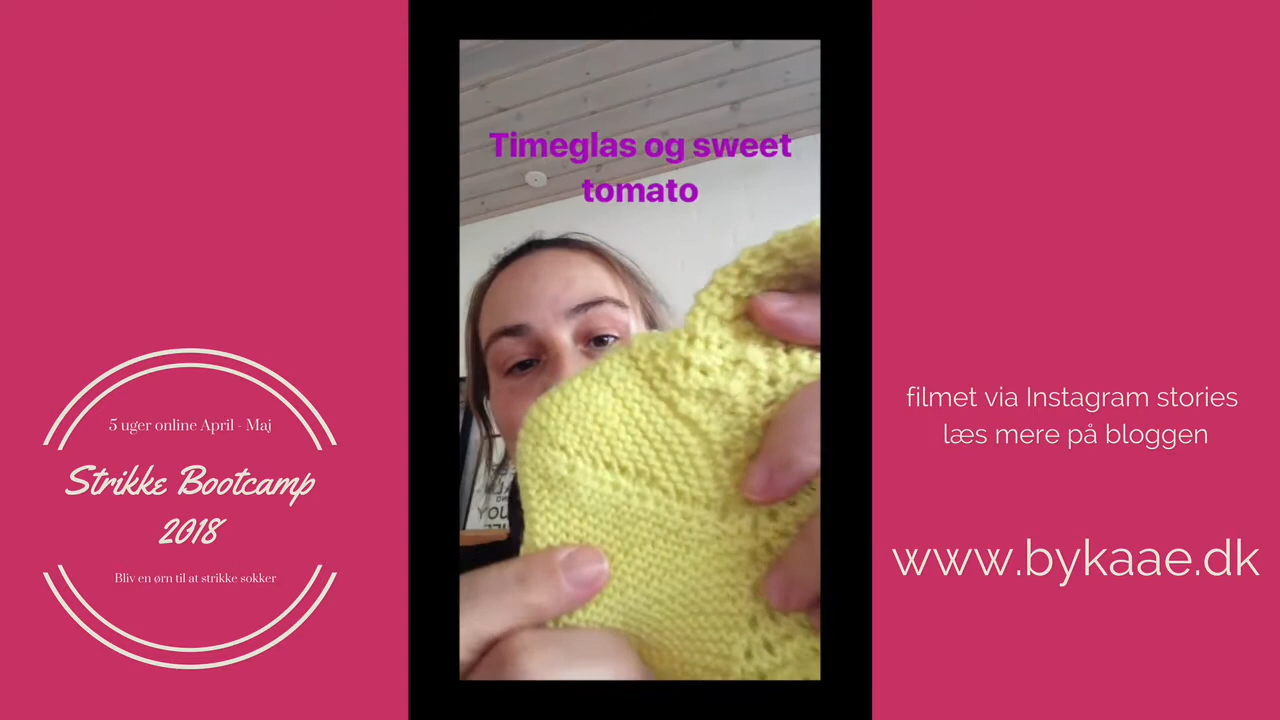 5 uger online April - Maj
Strikke Bootcamp
2018
Bliv en ørn til at strikke sokker
Timeglas og sweet
tomato
YOU
filmet via Instagram stories
læs mere på bloggen
www.bykaae.dk